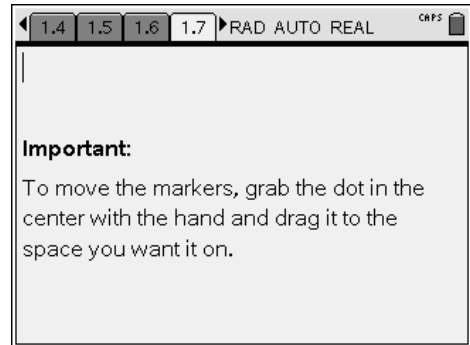 1.4 1.5 1.6 1.7 RAD AUTO REAL CAPS
Important:
To move the markers, grab the dot in the
center with the hand and drag it to the
space you want it on.